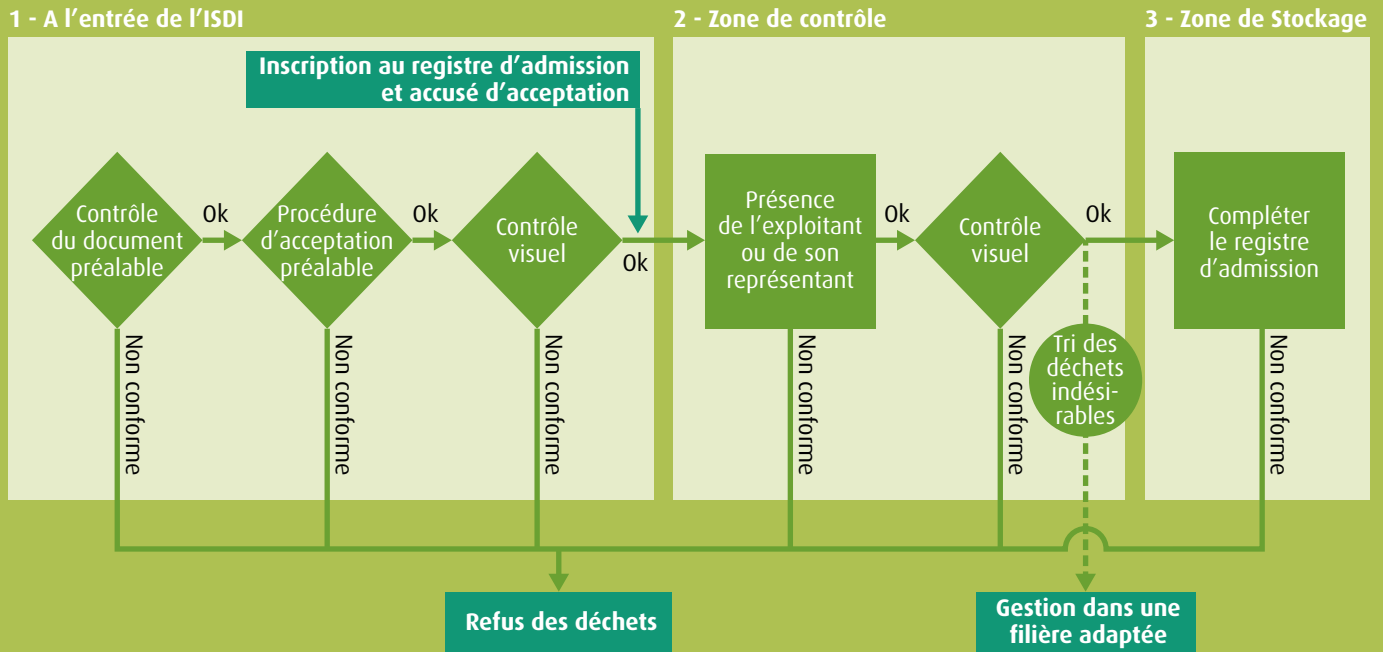 1 - A l’entrée de l’ISDI
2 - Zone de contrôle
3 - Zone de Stockage
Inscription au registre d’admission
et accusé d’acceptation
Contrôle
du document
préalable
Ok
Procédure
d’acceptation
préalable
Ok
Contrôle
visuel
Ok
Présence
de l’exploitant
ou de son
représentant
Ok
Contrôle
visuel
Ok
Compléter
le registre
d’admission
Non conforme
Non conforme
Non conforme
Non conforme
Non conforme
Tri des
déchets
indési-
rables
Non conforme
Refus des déchets
Gestion dans une
filière adaptée